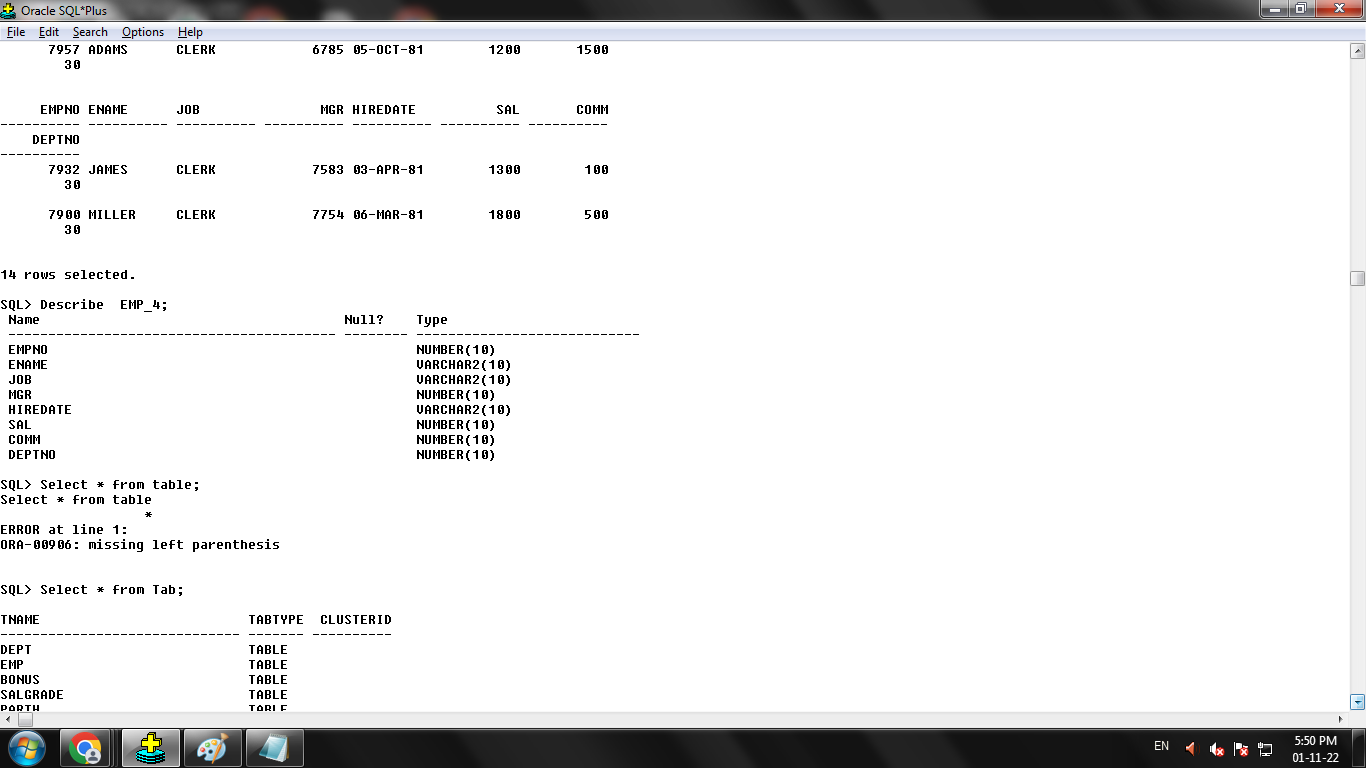 Oracle SQL*Plus
File Edit Search Options Help
7957 ADAMS CLERK 6785 05-OCT-81 1200 1500
30
EMPNO ENAME JOB MGR HIREDATE SAL COMM
---------- ---------- ---------- ---------- ---------- ---------- ----------
DEPTNO
----------
7932 JAMES CLERK 7583 03-APR-81 1300 100
30
7900 MILLER CLERK 7754 06-MAR-81 1800 500
30
14 rows selected.
SQL> Describe  EMP_4;
Name Null? Type
----------------------------------------- -------- ----------------------------
EMPNO NUMBER(10)
ENAME VARCHAR2(10)
JOB VARCHAR2(10)
MGR NUMBER(10)
HIREDATE VARCHAR2(10)
SAL NUMBER(10)
COMM NUMBER(10)
DEPTNO NUMBER(10)
SQL> Select * from table;
Select * from table
*
ERROR at line 1:
ORA-00906: missing left parenthesis
SQL> Select * from Tab;
TNAME TABTYPE CLUSTERID
------------------------------ ------- ----------
DEPT TABLE
EMP TABLE
BONUS TABLE
SALGRADE TABLE
PARTH TABLE
EN
5:50 PM
01-11-22